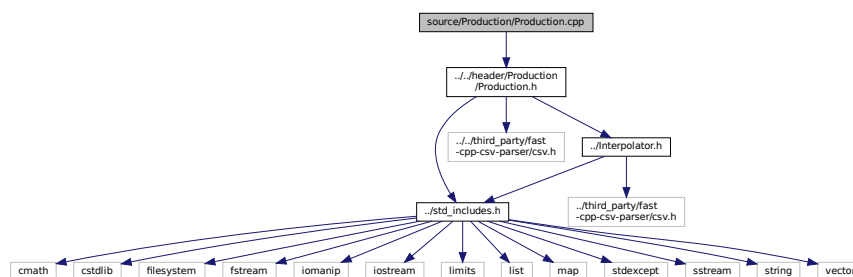 source/Production/Production.cpp
../../header/Production
/Production.h
../../third_party/fast
-cpp-csv-parser/csv.h
../Interpolator.h
../third_party/fast
-cpp-csv-parser/csv.h
../std_includes.h
cmath
cstdlib
filesystem
fstream
iomanip
iostream
limits
list
map
stdexcept
sstream
string
vecto